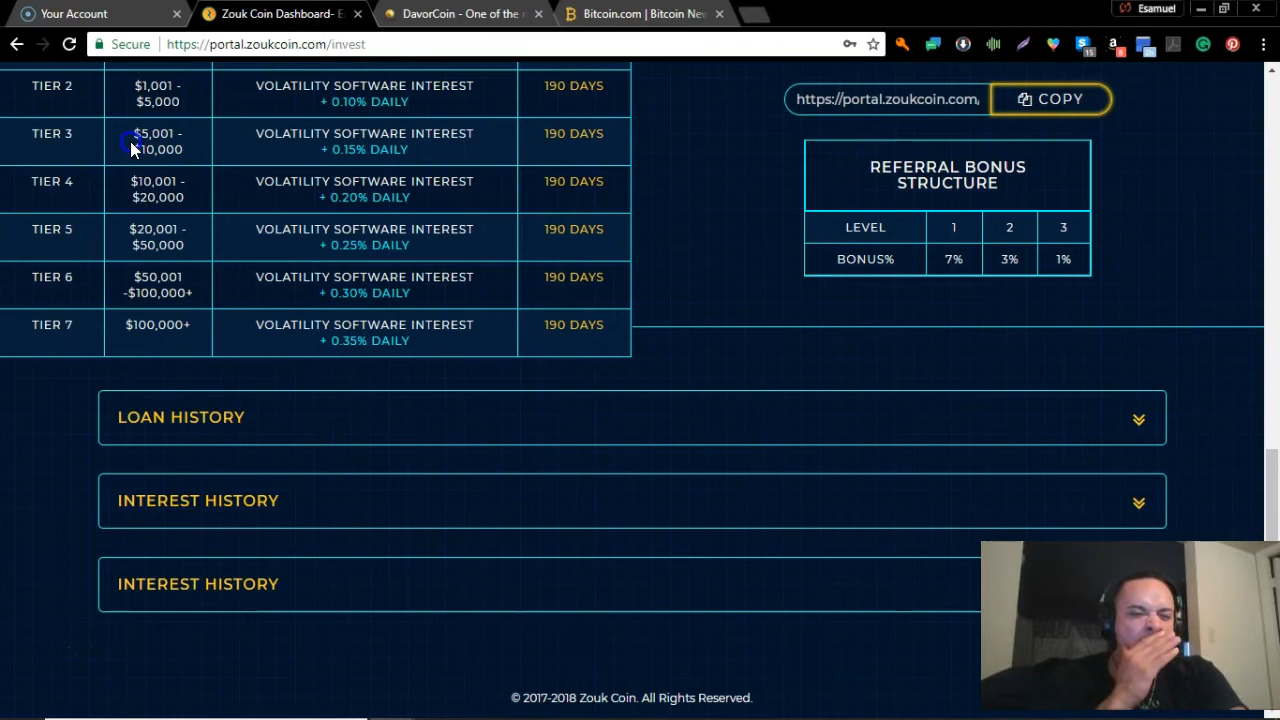 Your Account
Zouk Coin Dashboard- E
DavorCoin - One of the
Bitcoin.com | Bitcoin New
Esamuel
Secure
https://portal.zoukcoin.com/invest
TIER 2
$1,001 -
$5,000
VOLATILITY SOFTWARE INTEREST
+ 0.10% DAILY
190 DAYS
TIER 3
$5,001 -
$10,000
VOLATILITY SOFTWARE INTEREST
+ 0.15% DAILY
190 DAYS
TIER 4
$10,001 -
$20,000
VOLATILITY SOFTWARE INTEREST
+ 0.20% DAILY
190 DAYS
TIER 5
$20,001 -
$50,000
VOLATILITY SOFTWARE INTEREST
+ 0.25% DAILY
190 DAYS
TIER 6
$50,001
-$100,000+
VOLATILITY SOFTWARE INTEREST
+ 0.30% DAILY
190 DAYS
TIER 7
$100,000+
VOLATILITY SOFTWARE INTEREST
+ 0.35% DAILY
190 DAYS
https://portal.zoukcoin.com/
COPY
REFERRAL BONUS
STRUCTURE
LEVEL 1 2 3
BONUS% 7% 3% 1%
LOAN HISTORY
INTEREST HISTORY
INTEREST HISTORY
© 2017-2018 Zouk Coin. All Rights Reserved.